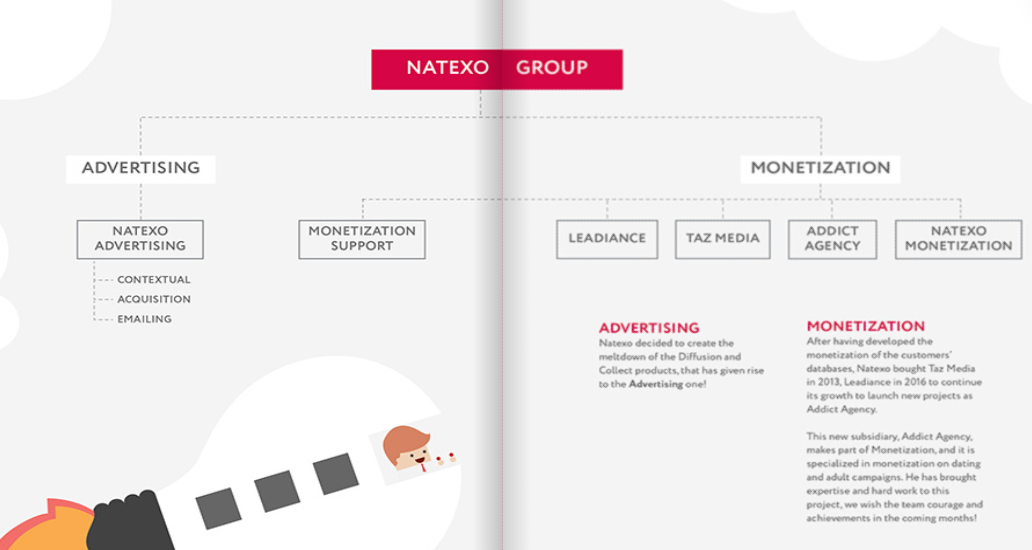 NATEXO GROUP
ADVERTISING
MONETIZATION
NATEXO
ADVERTISING
MONETIZATION
SUPPORT
LEADIANCE
TAZ MEDIA
ADDICT
AGENCY
NATEXO
MONETIZATION
CONTEXTUAL
ACQUISITION
EMAILING
ADVERTISING
Natexo decided to create the
meltdown of the Diffusion and
Collect products, that has given rise
to the Advertising one!
MONETIZATION
After having developed the
monetization of the customers'
databases, Natexo bought Taz Media
in 2013, Leadiance in 2016 to continue
its growth to launch new projects as
Addict Agency.
This new subsidiary, Addict Agency,
makes part of Monetization, and it is
specialized in monetization on dating
and adult campaigns. He has brought
expertise and hard work to this
project, we wish the team courage and
achievements in the coming months!